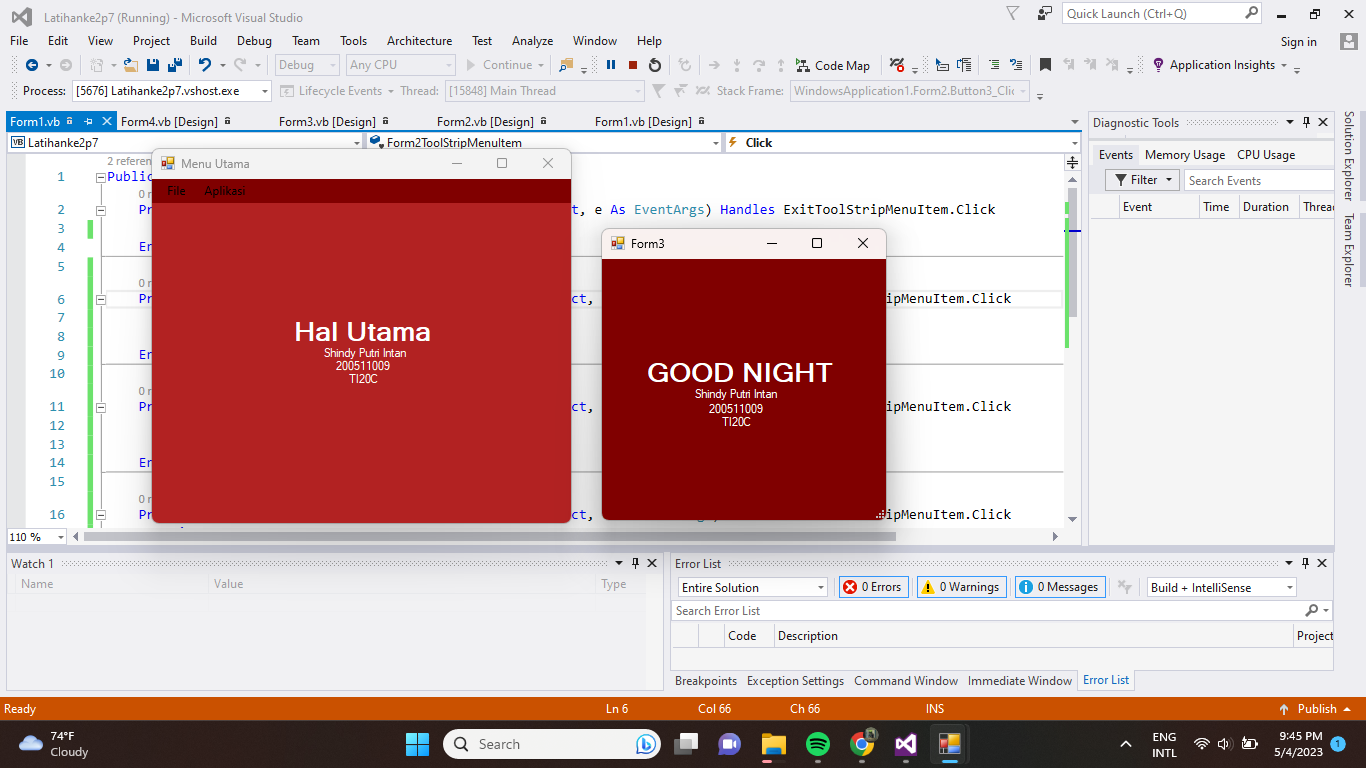 Latihanke2p7 (Running) - Microsoft Visual Studio
Quick Launch (Ctrl+Q)
File Edit View Project Build Debug Team Tools Architecture Test Analyze Window Help
Sign in
Debug Any CPU Continue Code Map Application Insights
Process: [5676] Latihanke2p7.vshost.exe Lifecycle Events Thread: [15848] Main Thread Stack Frame: WindowsApplication1.Form2.Button3_Clic
Form1.vb Form4.vb [Design] Form3.vb [Design] Form2.vb [Design] Form1.vb [Design]
VB Latihanke2p7 Form2ToolStripMenuItem Click
2 referen
1 Public
0 r
2 Pr t, e As EventArgs) Handles ExitToolStripMenuItem.Click
3
4 En
5
0 r
6 Pr ct, ipMenuItem.Click
7
8
9 En
10
0 r
11 Pr ct, ipMenuItem.Click
12
13
14 En
15
0 r
16 Pr ct, ipMenuItem.Click
110 %
Menu Utama
File Aplikasi
Hal Utama
Shindy Putri Intan
200511009
TI20C
Form3
GOOD NIGHT
Shindy Putri Intan
200511009
TI20C
Diagnostic Tools
Events Memory Usage CPU Usage
Filter Search Events
Event Time Duration Threa
Solution Explorer
Team Explorer
Watch 1
Name Value Type
Error List
Entire Solution 0 Errors 0 Warnings 0 Messages Build + IntelliSense
Search Error List
Code Description Project
Breakpoints Exception Settings Command Window Immediate Window Error List
Ready Ln 6 Col 66 Ch 66 INS Publish
74°F
Cloudy
Search
ENG
INTL
9:45 PM
5/4/2023
1